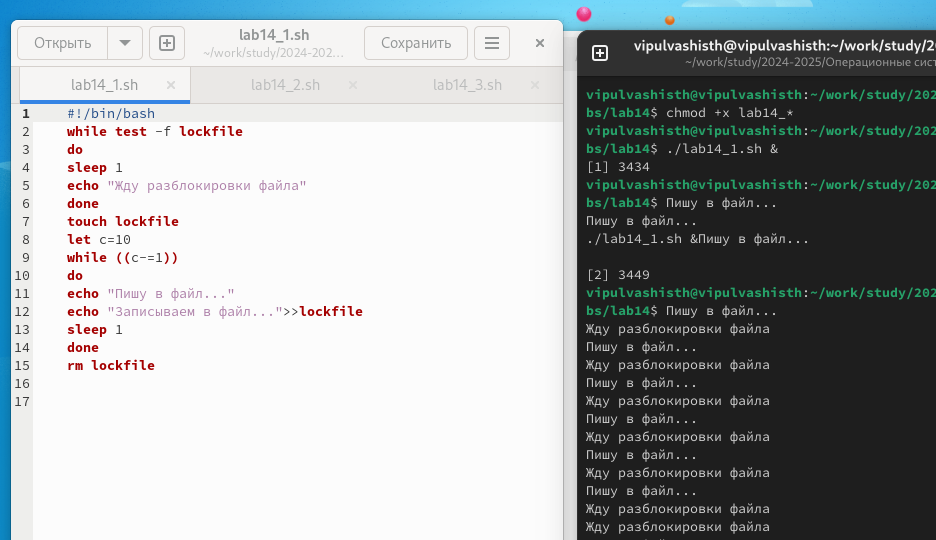 Открыть
lab14_1.sh
~/work/study/2024-202...
Сохранить
lab14_1.sh
lab14_2.sh
lab14_3.sh
1 #!/bin/bash
2 while test -f lockfile
3 do
4 sleep 1
5 echo "Жду разблокировки файла"
6 done
7 touch lockfile
8 let c=10
9 while ((c-=1))
10 do
11 echo "Пишу в файл..."
12 echo "Записываем в файл...">>lockfile
13 sleep 1
14 done
15 rm lockfile
16
17
vipulvashisth@vipulvashisth:~/work/study/20
~/work/study/2024-2025/Операционные сист
vipulvashisth@vipulvashisth:~/work/study/202
bs/lab14$ chmod +x lab14_*
vipulvashisth@vipulvashisth:~/work/study/202
bs/lab14$ ./lab14_1.sh &
[1] 3434
vipulvashisth@vipulvashisth:~/work/study/202
bs/lab14$ Пишу в файл...
Пишу в файл...
./lab14_1.sh &Пишу в файл...
[2] 3449
vipulvashisth@vipulvashisth:~/work/study/202
bs/lab14$ Пишу в файл...
Жду разблокировки файла
Пишу в файл...
Жду разблокировки файла
Пишу в файл...
Жду разблокировки файла
Пишу в файл...
Жду разблокировки файла
Пишу в файл...
Жду разблокировки файла
Пишу в файл...
Жду разблокировки файла
Жду разблокировки файла